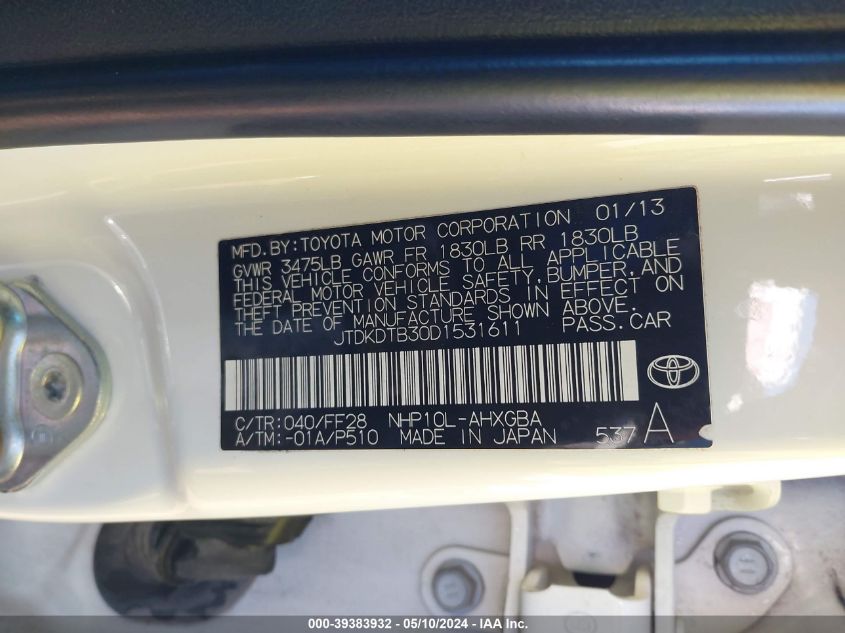 MFD.BY:TOYOTA MOTOR CORPORATION 01/13
GVWR 3475LB GAWR FR 1830LB RR 1830LB
THIS VEHICLE CONFORMS TO ALL APPLICABLE
FEDERAL MOTOR VEHICLE SAFETY,BUMPER,AND
THEFT PREVENTION STANDARDS IN EFFECT ON
THE DATE OF MANUFACTURE SHOWN ABOVE.
JTDKDTB30D1531611 PASS.CAR
C/TR:040/FF28 NHP10L-AHXGBA
A/TM:-01A/P510 MADE IN JAPAN 537 A
000-39383932 - 05/10/2024 - IAA Inc.